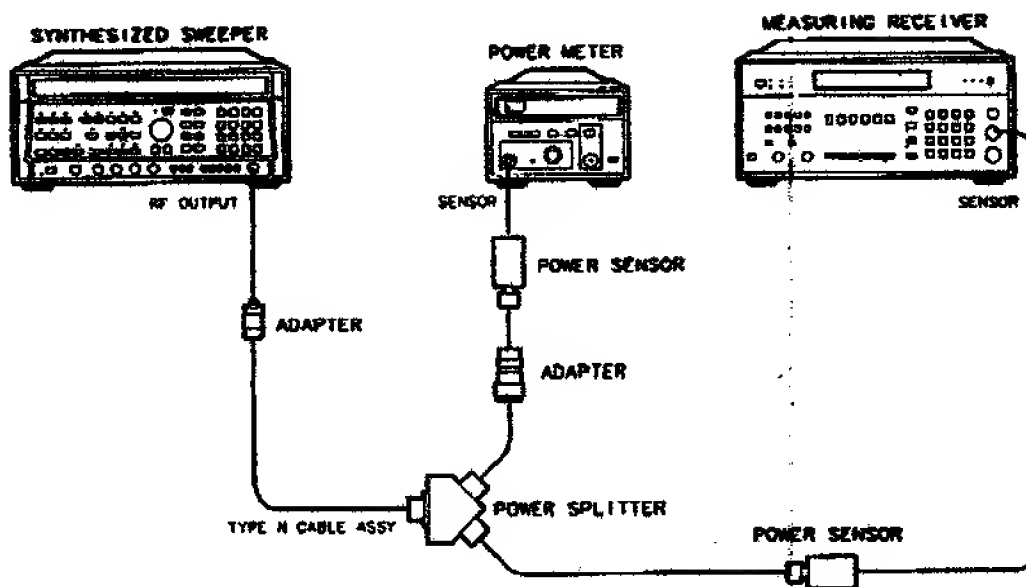 SYNTHESIZED SWEEPER
POWER METER
MEASURING RECEIVER
RF OUTPUT
SENSOR
SENSOR
POWER SENSOR
ADAPTER
ADAPTER
TYPE N CABLE ASSY
POWER SPLITTER
POWER SENSOR